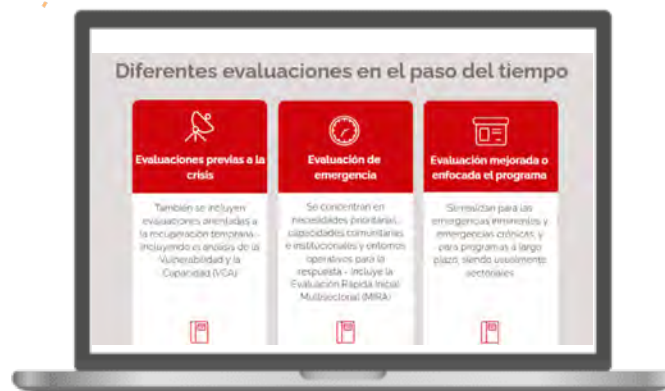 Diferentes evaluaciones en el paso del tiempo
Evaluaciones previas a la
crisis
También se incluyen
evaluaciones orientadas a
la recuperación temprana -
incluyendo el análisis de la
Vulnerabilidad y la
Capacidad (VCA)
Evaluación de
emergencia
Se concentran en
necesidades prioritarias,
capacidades comunitarias
e institucionales y entornos
operativos para la
respuesta - incluye la
Evaluación Rápida Inicial
Multisectorial (MIRA)
Evaluación mejorada o
enfocada el programa
Se realizan para las
emergencias inminentes y
emergencias crónicas, y
para programas a largo
plazo, siendo usualmente
sectoriales